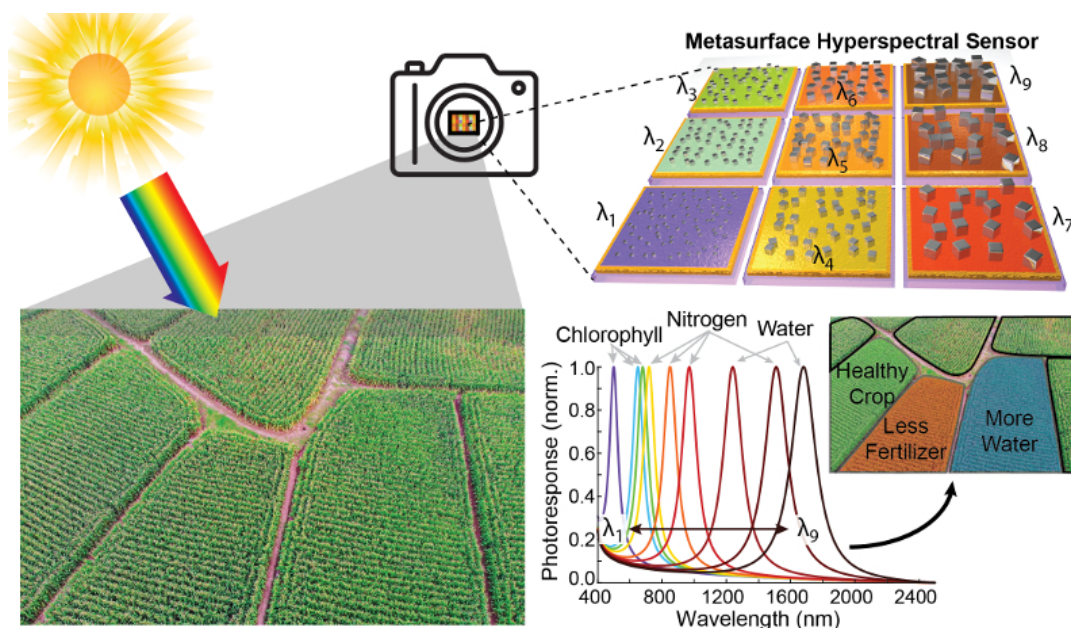 Metasurface Hyperspectral Sensor
λ3
λ6
λ9
λ2
λ5
λ8
λ1
λ4
λ7
Chlorophyll
Nitrogen
Water
Photoresponse (norm.)
1.0
0.8
0.6
0.4
0.2
0.0
λ1
λ9
400
800
1200
1600
2000
2400
Wavelength (nm)
Healthy
Crop
Less
Fertilizer
More
Water